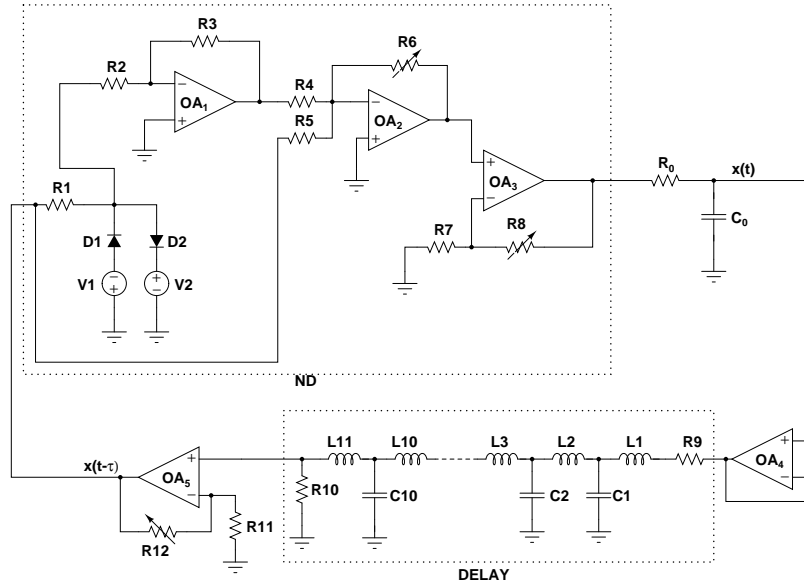 R3
R2
R6
OA1
R4
R5
OA2
OA3
R0
x(t)
C0
R1
D1
D2
V1
V2
R7
R8
ND
L11
L10
L3
L2
L1
R9
OA4
x(t-τ)
OA5
R10
C10
C2
C1
R11
R12
DELAY